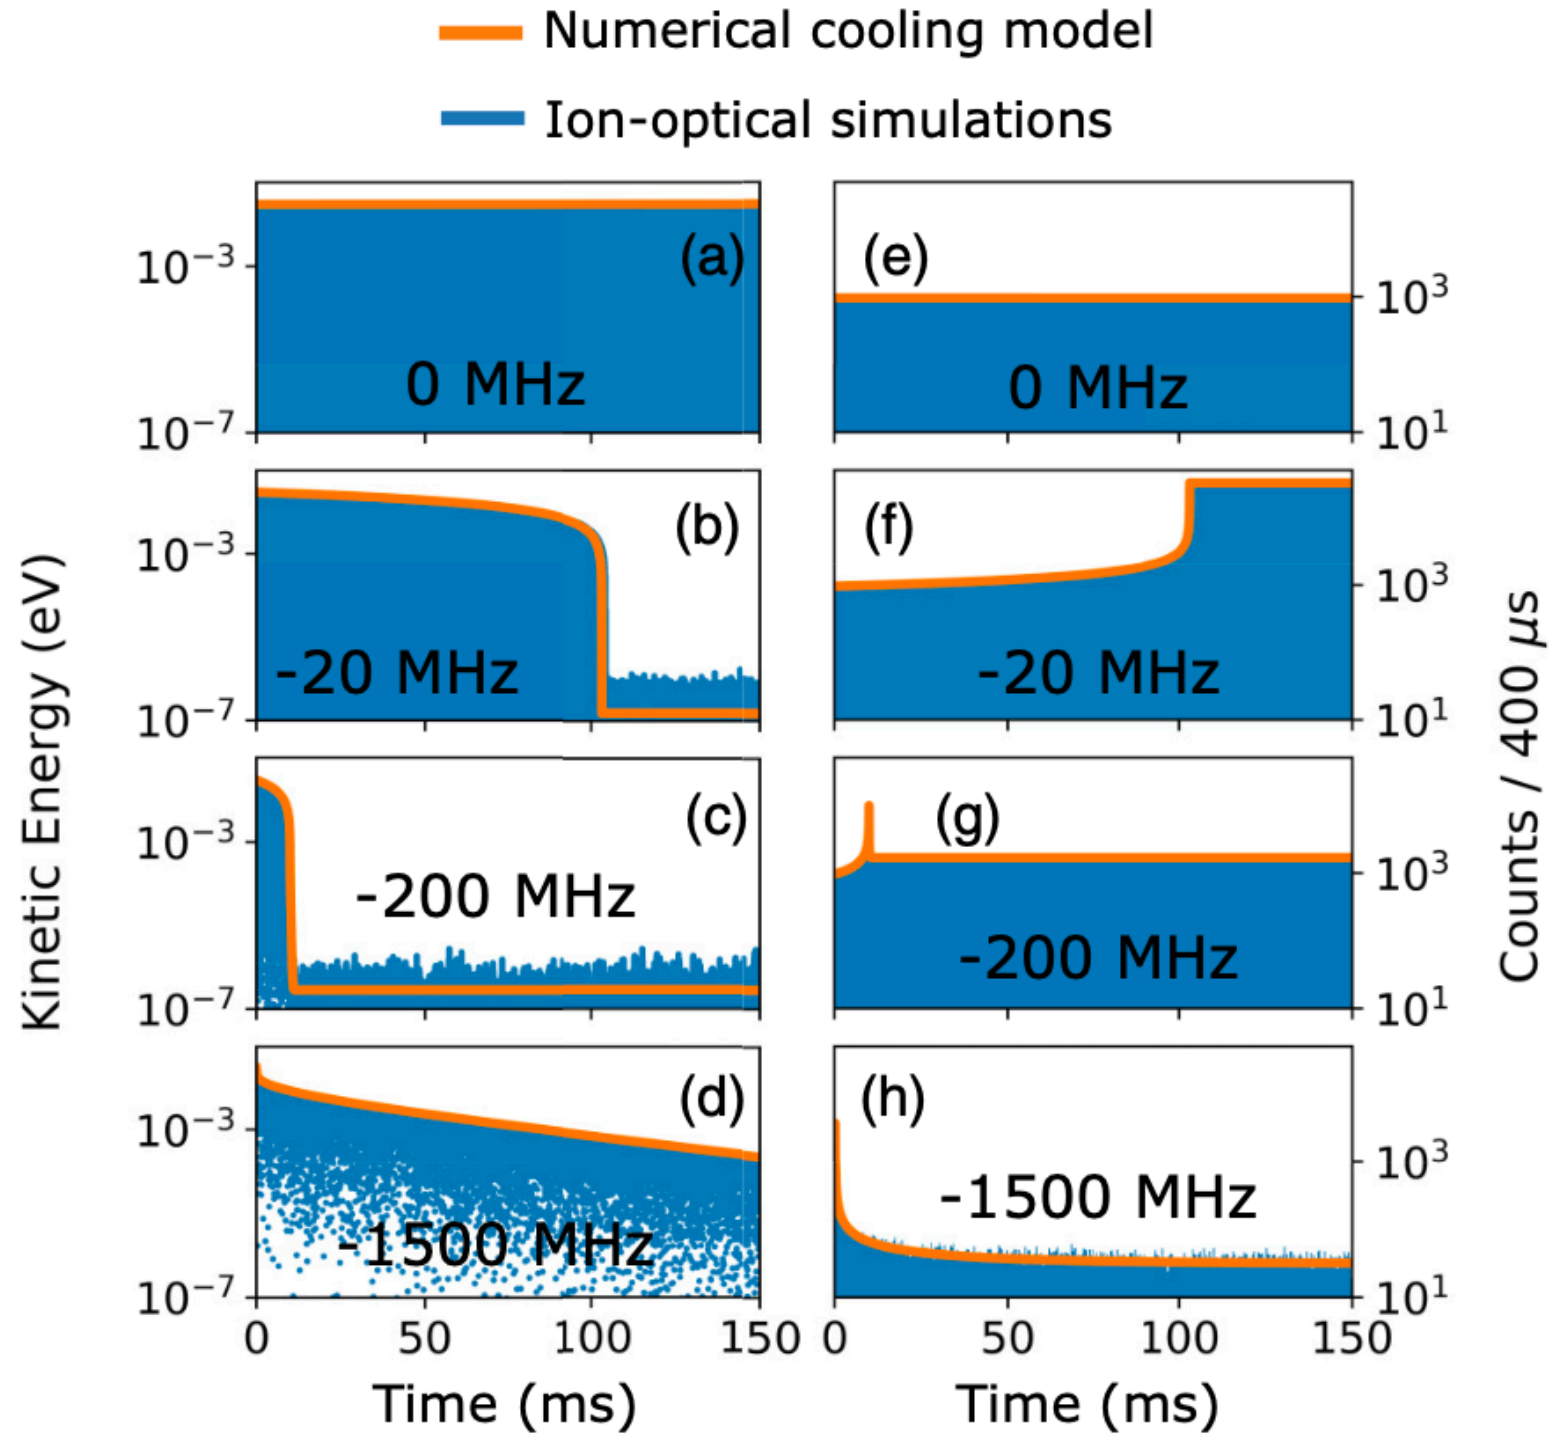 Numerical cooling model
Ion-optical simulations
Kinetic Energy (eV)
10⁻³
10⁻⁷
(a)
0 MHz
(e)
0 MHz
10³
10¹
10⁻³
10⁻⁷
(b)
-20 MHz
(f)
-20 MHz
10³
10¹
10⁻³
10⁻⁷
(c)
-200 MHz
(g)
-200 MHz
10³
10¹
10⁻³
10⁻⁷
(d)
-1500 MHz
(h)
-1500 MHz
10³
10¹
Counts / 400 μs
0 50 100 150 0 50 100 150
Time (ms) Time (ms)